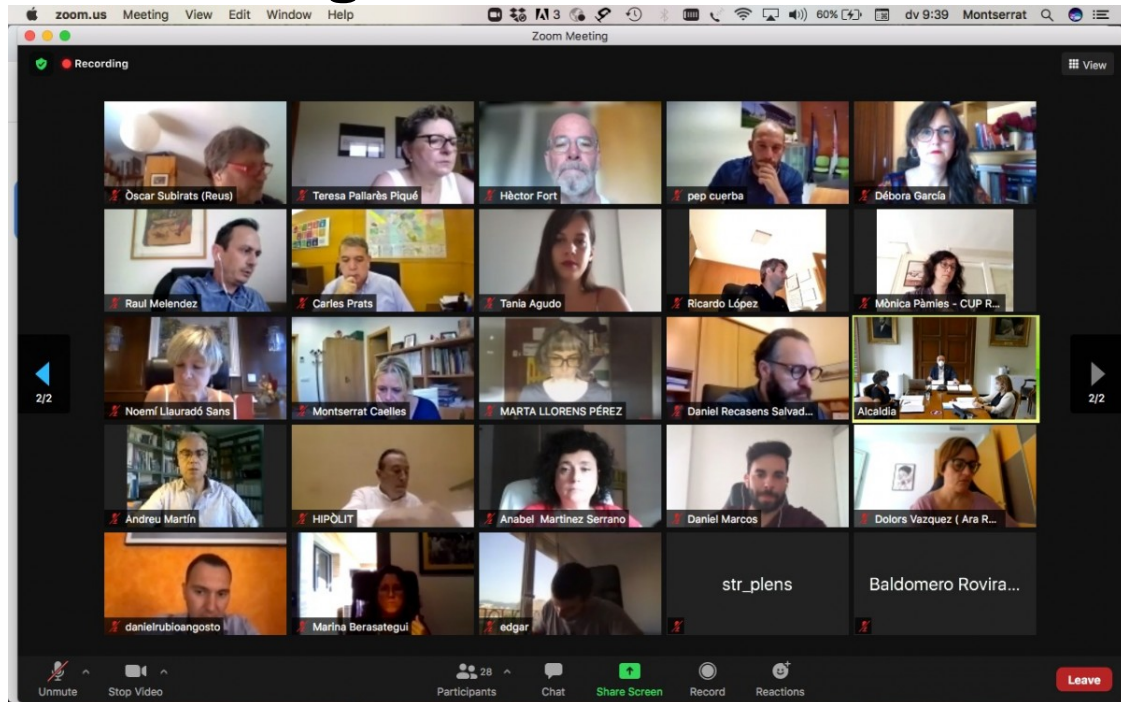 zoom.us Meeting View Edit Window Help 3 60% dv 9:39 Montserrat
Zoom Meeting
Recording
View
Òscar Subirats (Reus)
Teresa Pallarès Piqué
Hèctor Fort
pep cuerba
Débora García
Raul Melendez
Carles Prats
Tania Agudo
Ricardo López
Mònica Pàmies - CUP R...
2/2
2/2
Noemí Llauradó Sans
Montserrat Caelles
MARTA LLORENS PÉREZ
Daniel Recasens Salvad...
Alcaldia
Andreu Martín
HIPÒLIT
Anabel Martinez Serrano
Daniel Marcos
Dolors Vazquez ( Ara R...
danielrubioangosto
Marina Berasategui
edgar
str_plens
Baldomero Rovira...
Unmute
Stop Video
Participants
28
Chat
Share Screen
Record
Reactions
Leave